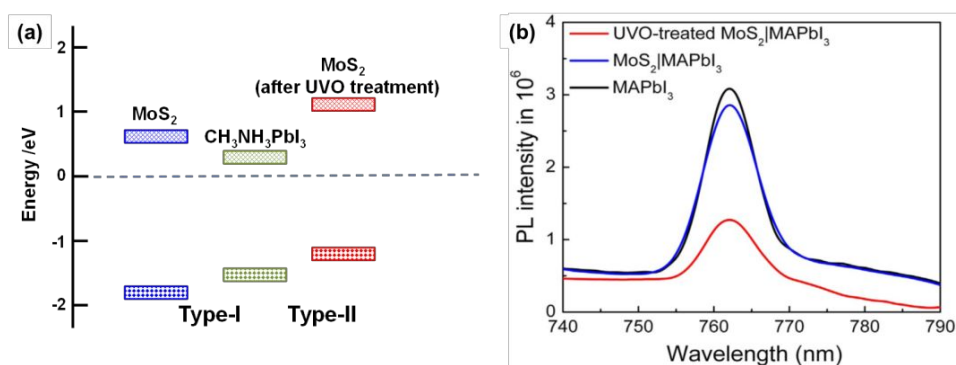 (a)
Energy /eV
2
1
0
-1
-2
MoS₂
CH₃NH₃PbI₃
MoS₂
(after UVO treatment)
Type-I
Type-II
(b)
PL intensity in 10⁶
4
3
2
1
0
UVO-treated MoS₂|MAPbI₃
MoS₂|MAPbI₃
MAPbI₃
740
750
760
770
780
790
Wavelength (nm)